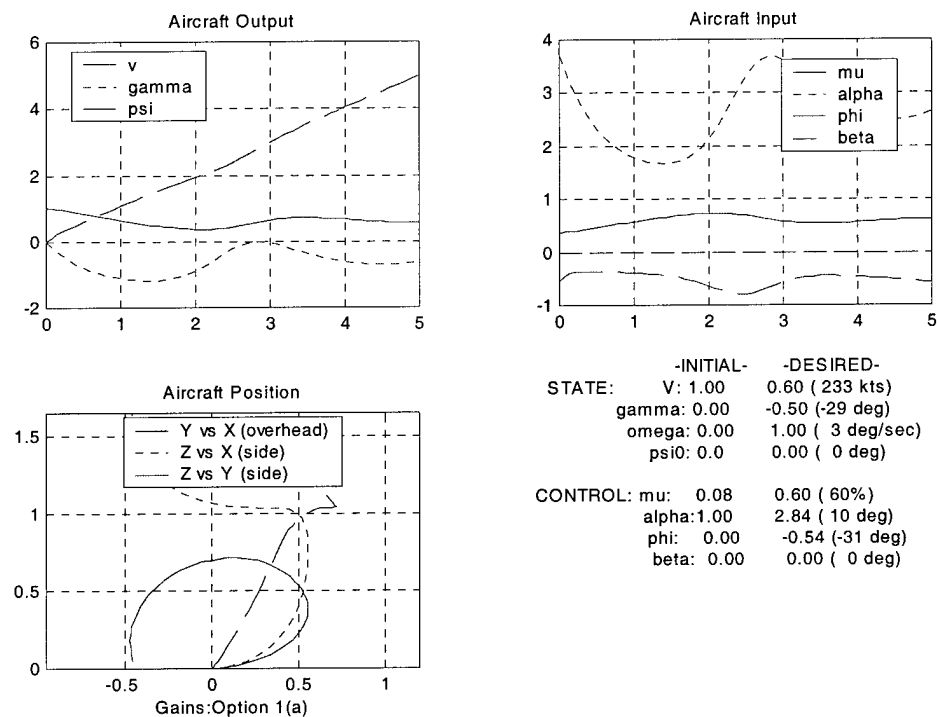 Aircraft Output
6
4
2
0
-2
v
gamma
psi
0 1 2 3 4 5
Aircraft Input
4
3
2
1
0
-1
mu
alpha
phi
beta
0 1 2 3 4 5
Aircraft Position
1.5
1
0.5
0
Y vs X (overhead)
Z vs X (side)
Z vs Y (side)
-0.5 0 0.5 1
Gains:Option 1(a)
-INITIAL- -DESIRED-
STATE: V: 1.00 0.60 ( 233 kts)
gamma: 0.00 -0.50 (-29 deg)
omega: 0.00 1.00 ( 3 deg/sec)
psi0: 0.0 0.00 ( 0 deg)
CONTROL: mu: 0.08 0.60 ( 60%)
alpha:1.00 2.84 ( 10 deg)
phi: 0.00 -0.54 (-31 deg)
beta: 0.00 0.00 ( 0 deg)